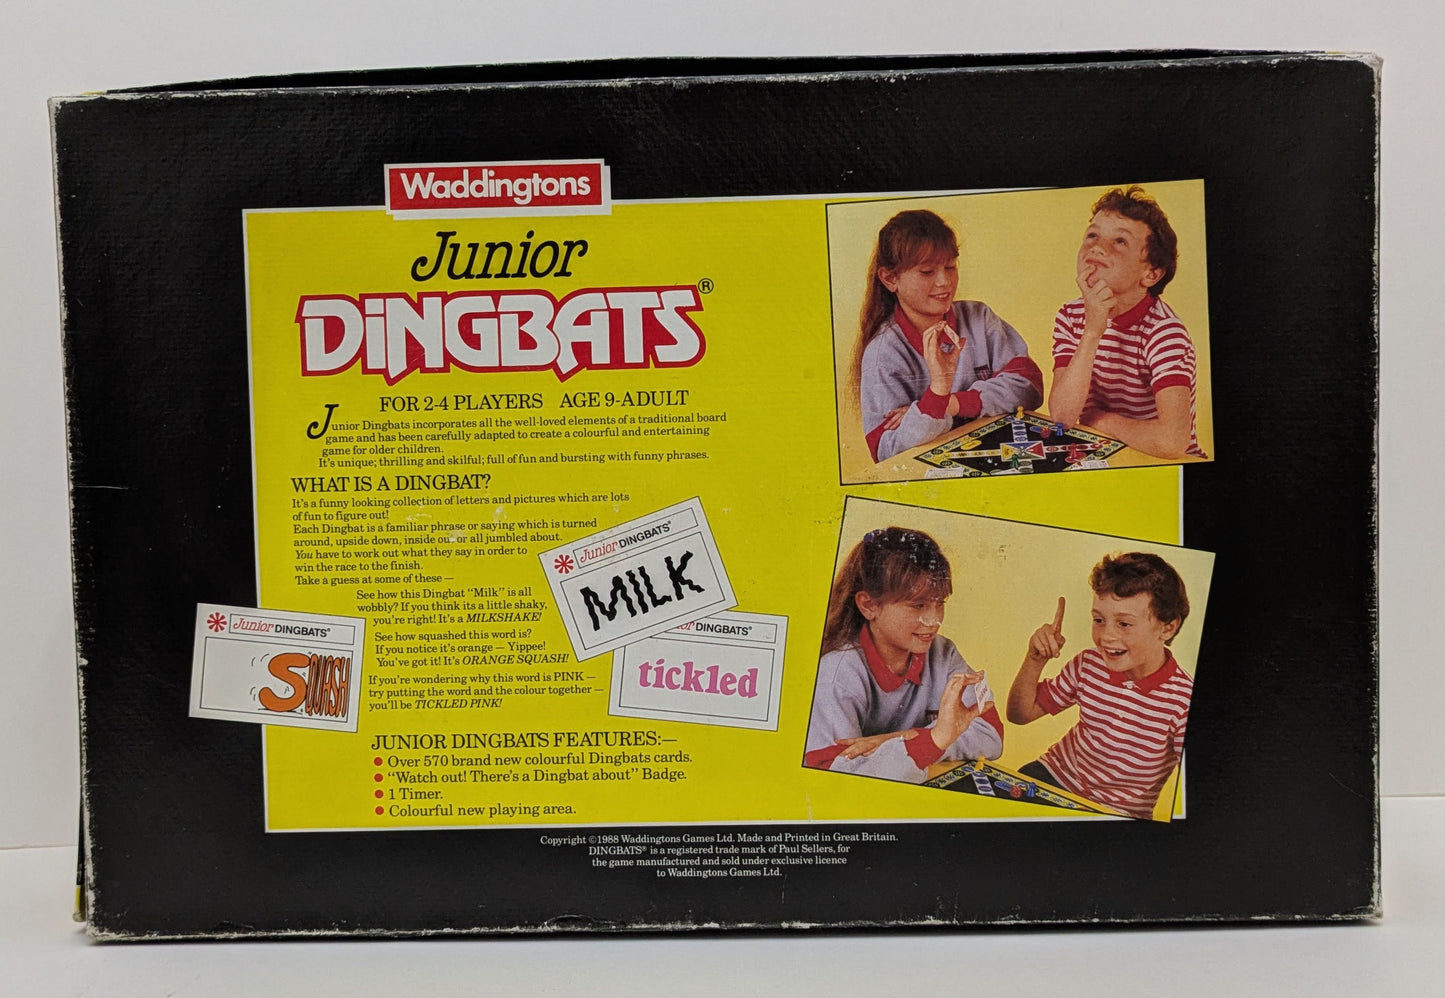 Waddingtons
Junior
DiNGBATS®
FOR 2-4 PLAYERS AGE 9-ADULT
Junior Dingbats incorporates all the well-loved elements of a traditional board
game and has been carefully adapted to create a colourful and entertaining
game for older children.
It's unique; thrilling and skilful; full of fun and bursting with funny phrases.
WHAT IS A DINGBAT?
It's a funny looking collection of letters and pictures which are lots
of fun to figure out!
Each Dingbat is a familiar phrase or saying which is turned
around, upside down, inside out or all jumbled about.
You have to work out what they say in order to
win the race to the finish.
Take a guess at some of these —
See how this Dingbat "Milk" is all
wobbly? If you think its a little shaky,
you're right! It's a MILKSHAKE!
See how squashed this word is?
If you notice it's orange — Yippee!
You've got it! It's ORANGE SQUASH!
If you're wondering why this word is PINK —
try putting the word and the colour together —
you'll be TICKLED PINK!
Junior DINGBATS®
SQUASH
Junior DINGBATS®
MILK
DINGBATS®
tickled
JUNIOR DINGBATS FEATURES:—
● Over 570 brand new colourful Dingbats cards.
● "Watch out! There's a Dingbat about" Badge.
● 1 Timer.
● Colourful new playing area.
Copyright ©1988 Waddingtons Games Ltd. Made and Printed in Great Britain.
DINGBATS® is a registered trade mark of Paul Sellers, for
the game manufactured and sold under exclusive licence
to Waddingtons Games Ltd.